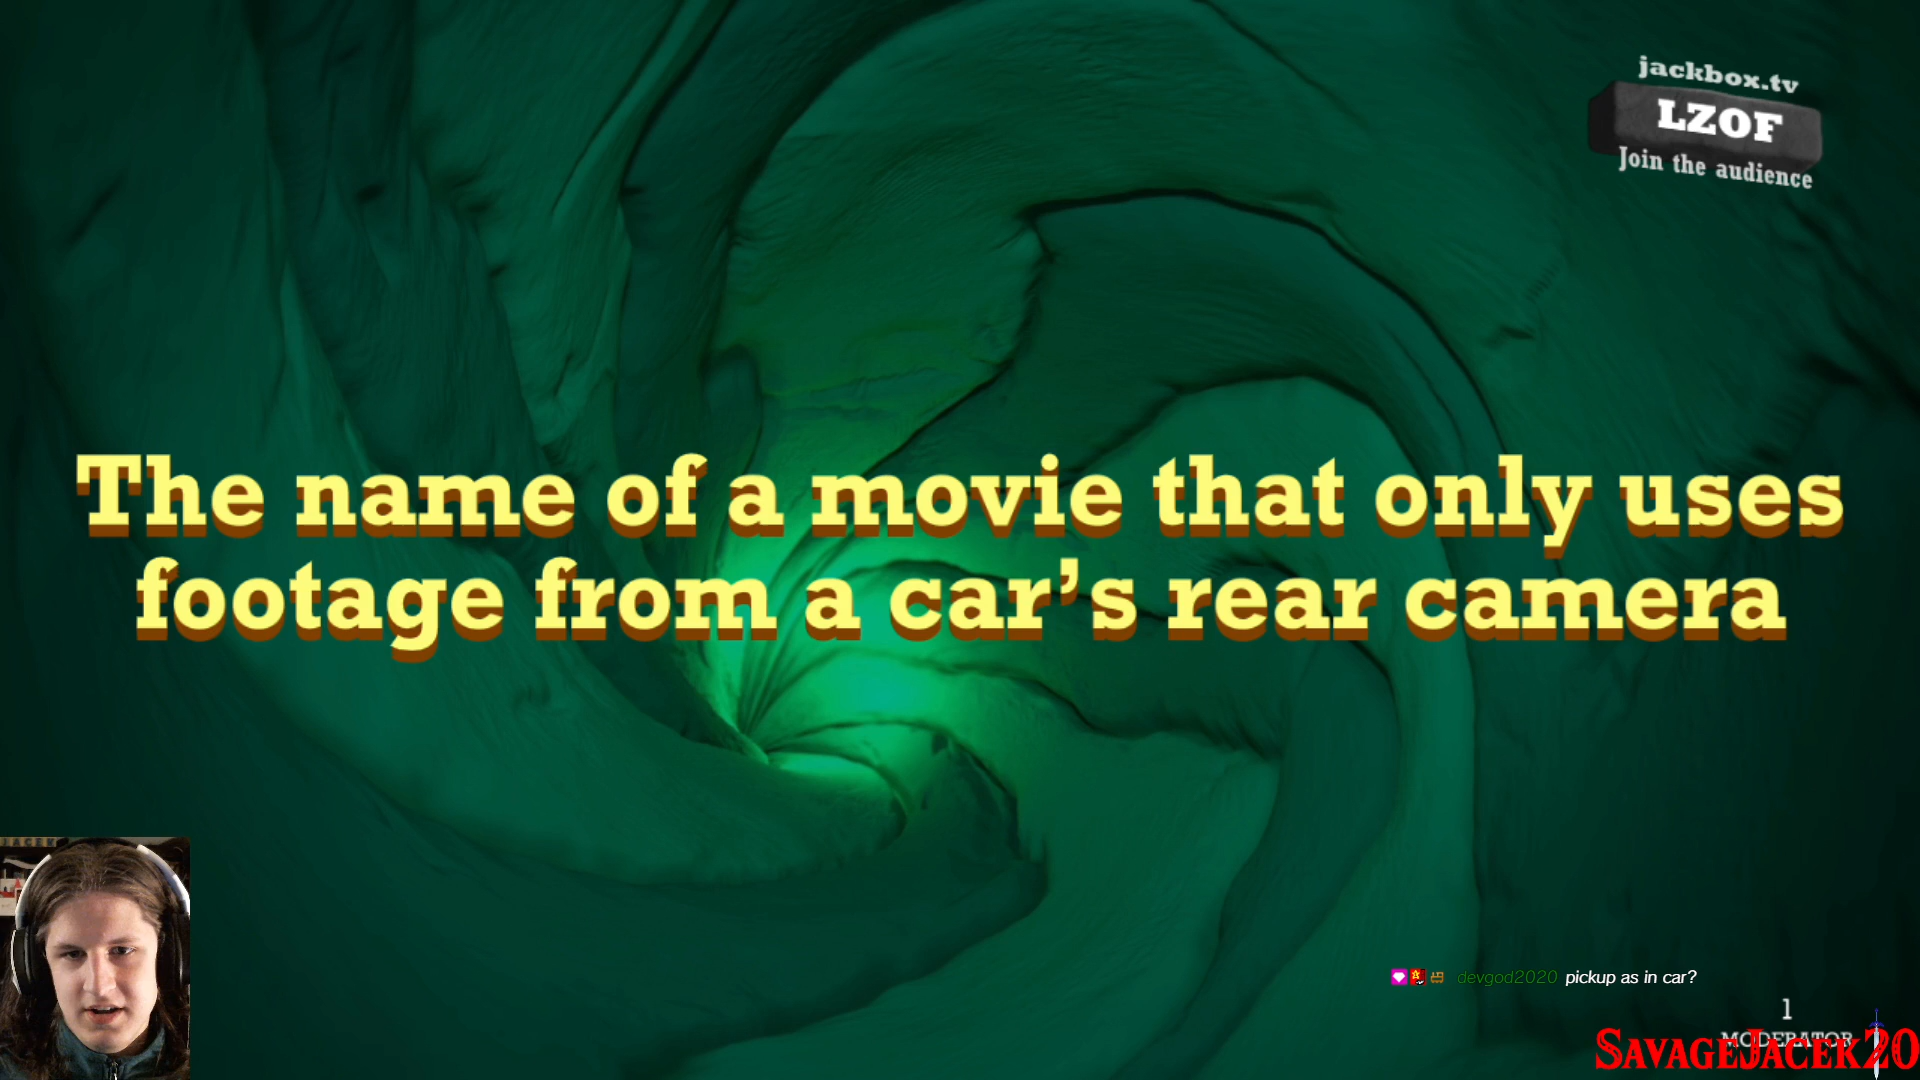 jackbox.tv
LZOF
Join the audience
The name of a movie that only uses
footage from a car's rear camera
devgod2020 pickup as in car?
1
MODERATOR
SavageJacek20